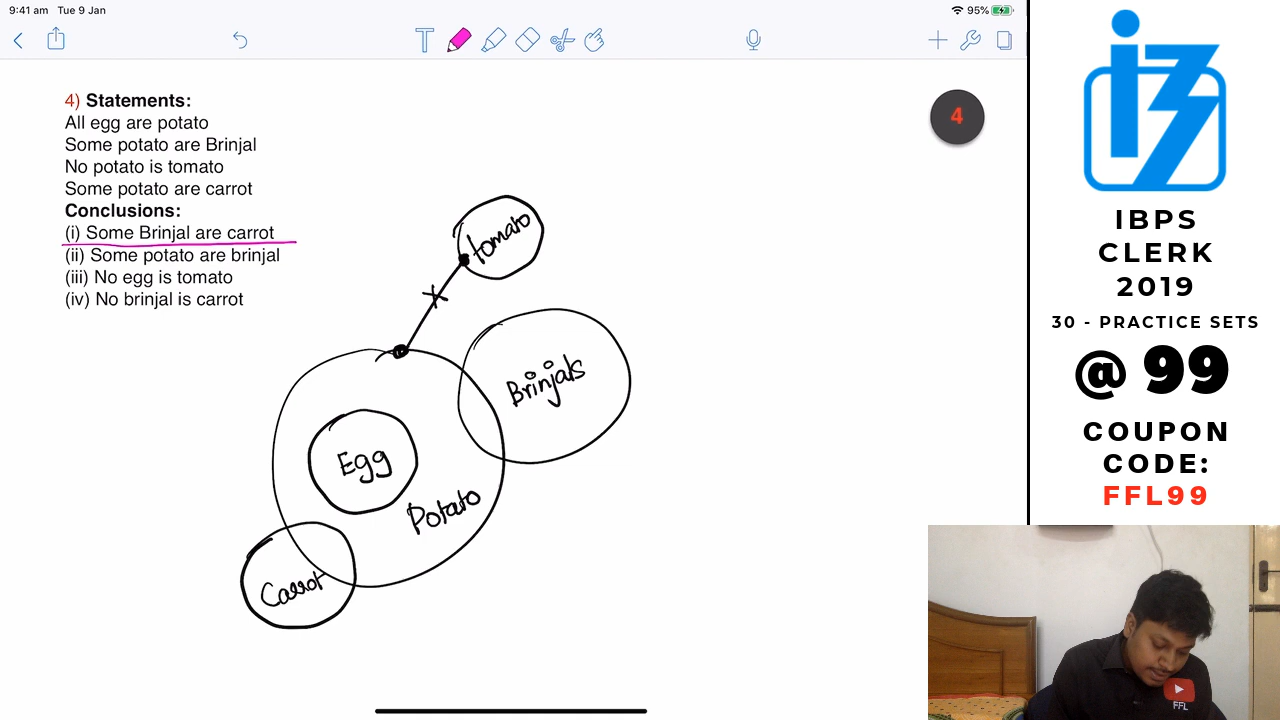 9:41 am Tue 9 Jan
95%
T
4) Statements:
All egg are potato
Some potato are Brinjal
No potato is tomato
Some potato are carrot
Conclusions:
(i) Some Brinjal are carrot
(ii) Some potato are brinjal
(iii) No egg is tomato
(iv) No brinjal is carrot
4
tomato
Brinjals
Egg
Potato
Carrot
IBPS
CLERK
2019
30 - PRACTICE SETS
@ 99
COUPON
CODE:
FFL99
FFL